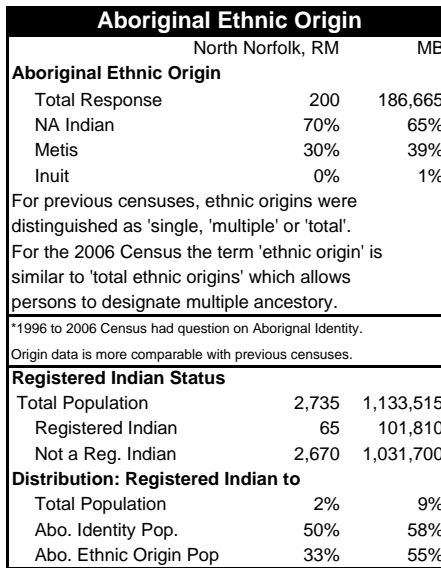 Aboriginal Ethnic Origin
North Norfolk, RM MB
Aboriginal Ethnic Origin
Total Response 200 186,665
NA Indian 70% 65%
Metis 30% 39%
Inuit 0% 1%
For previous censuses, ethnic origins were
distinguished as 'single, 'multiple' or 'total'.
For the 2006 Census the term 'ethnic origin' is
similar to 'total ethnic origins' which allows
persons to designate multiple ancestory.
*1996 to 2006 Census had question on Aborignal Identity.
Origin data is more comparable with previous censuses.
Registered Indian Status
Total Population 2,735 1,133,515
Registered Indian 65 101,810
Not a Reg. Indian 2,670 1,031,700
Distribution: Registered Indian to
Total Population 2% 9%
Abo. Identity Pop. 50% 58%
Abo. Ethnic Origin Pop 33% 55%